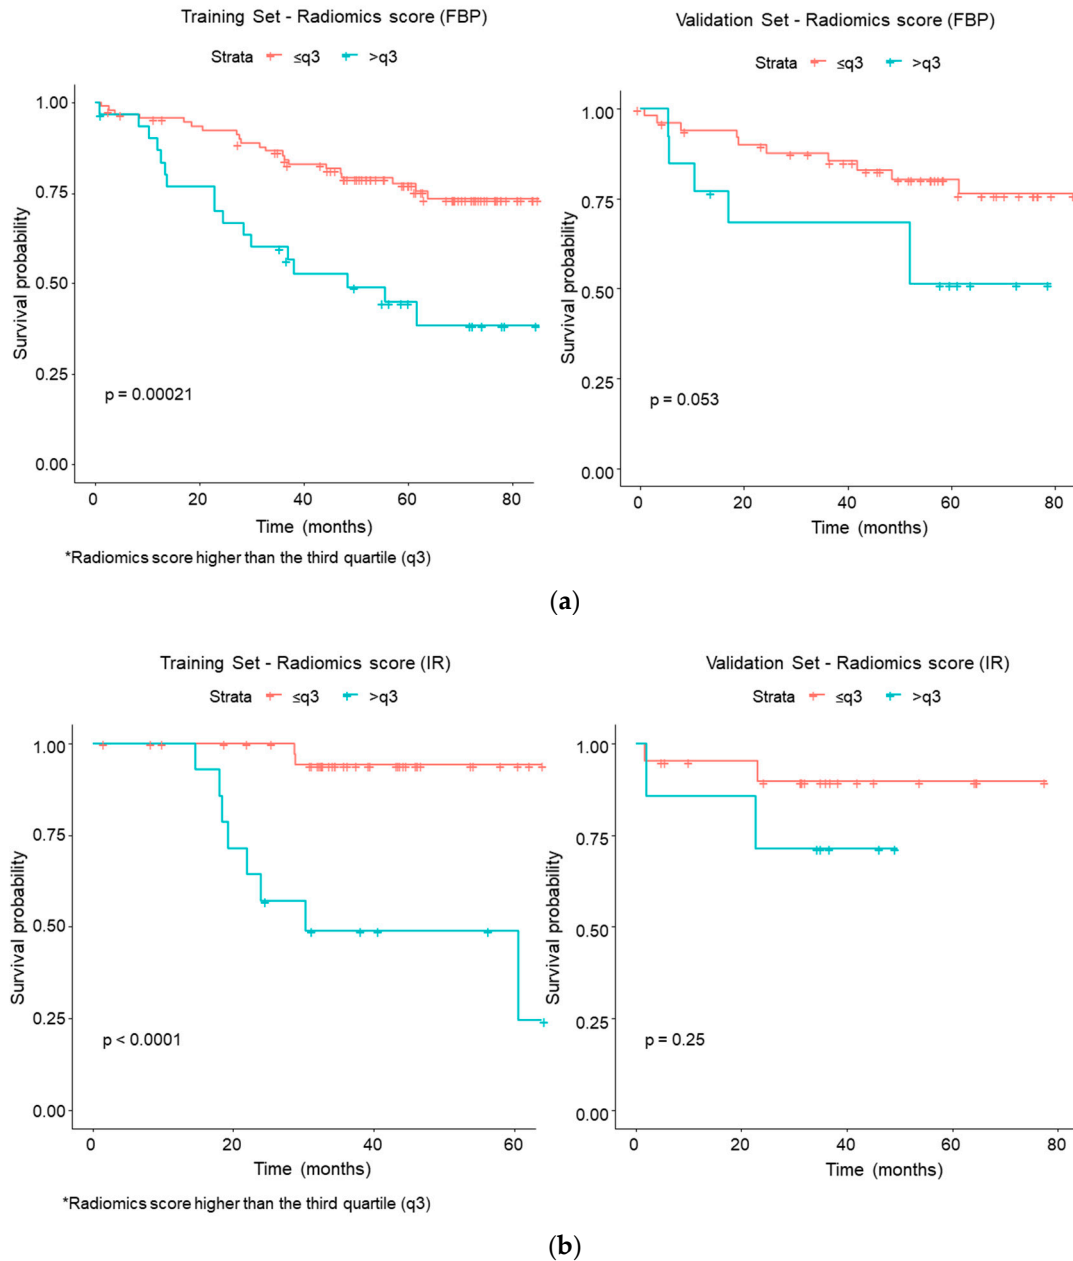 Training Set - Radiomics score (FBP)
Strata ≤q3 >q3
Survival probability
1.00
0.75
0.50
0.25
0.00
p = 0.00021
0 20 40 60 80
Time (months)
*Radiomics score higher than the third quartile (q3)
Validation Set - Radiomics score (FBP)
Strata ≤q3 >q3
Survival probability
1.00
0.75
0.50
0.25
0.00
p = 0.053
0 20 40 60 80
Time (months)
(a)
Training Set - Radiomics score (IR)
Strata ≤q3 >q3
Survival probability
1.00
0.75
0.50
0.25
0.00
p < 0.0001
0 20 40 60
Time (months)
*Radiomics score higher than the third quartile (q3)
Validation Set - Radiomics score (IR)
Strata ≤q3 >q3
Survival probability
1.00
0.75
0.50
0.25
0.00
p = 0.25
0 20 40 60 80
Time (months)
(b)